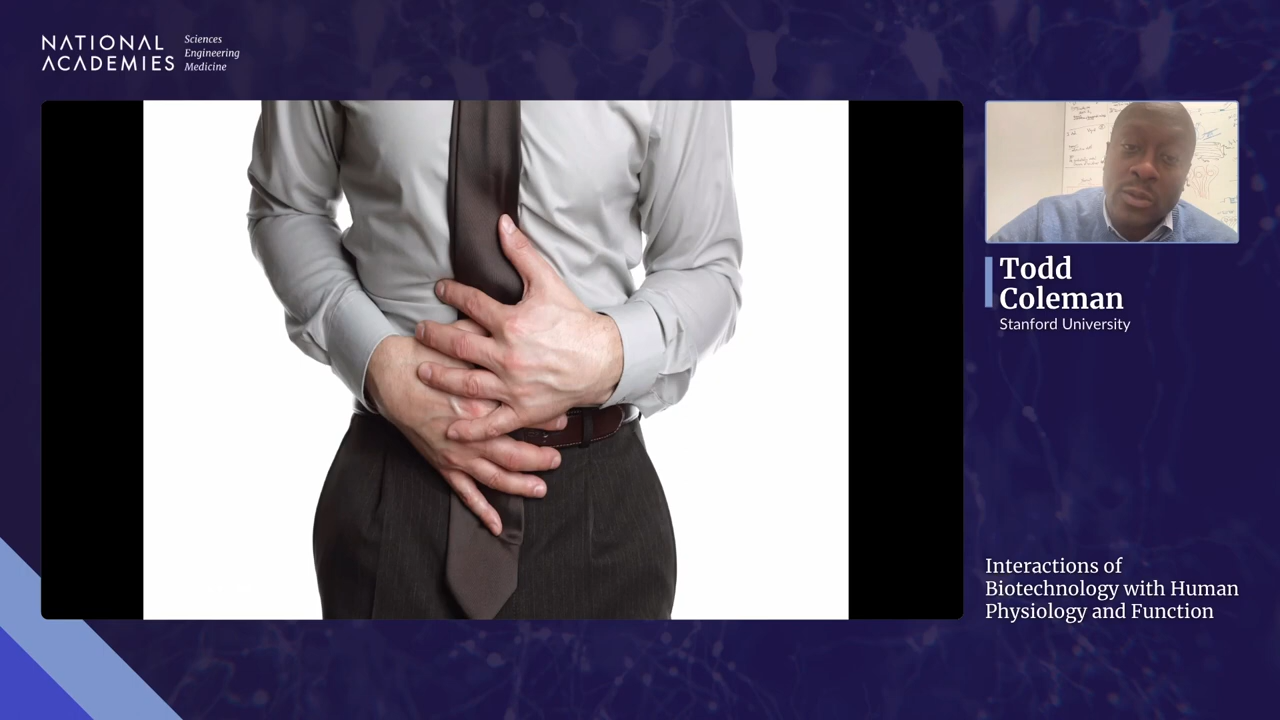 NATIONAL
ACADEMIES
Sciences
Engineering
Medicine
Todd
Coleman
Stanford University
Interactions of
Biotechnology with Human
Physiology and Function